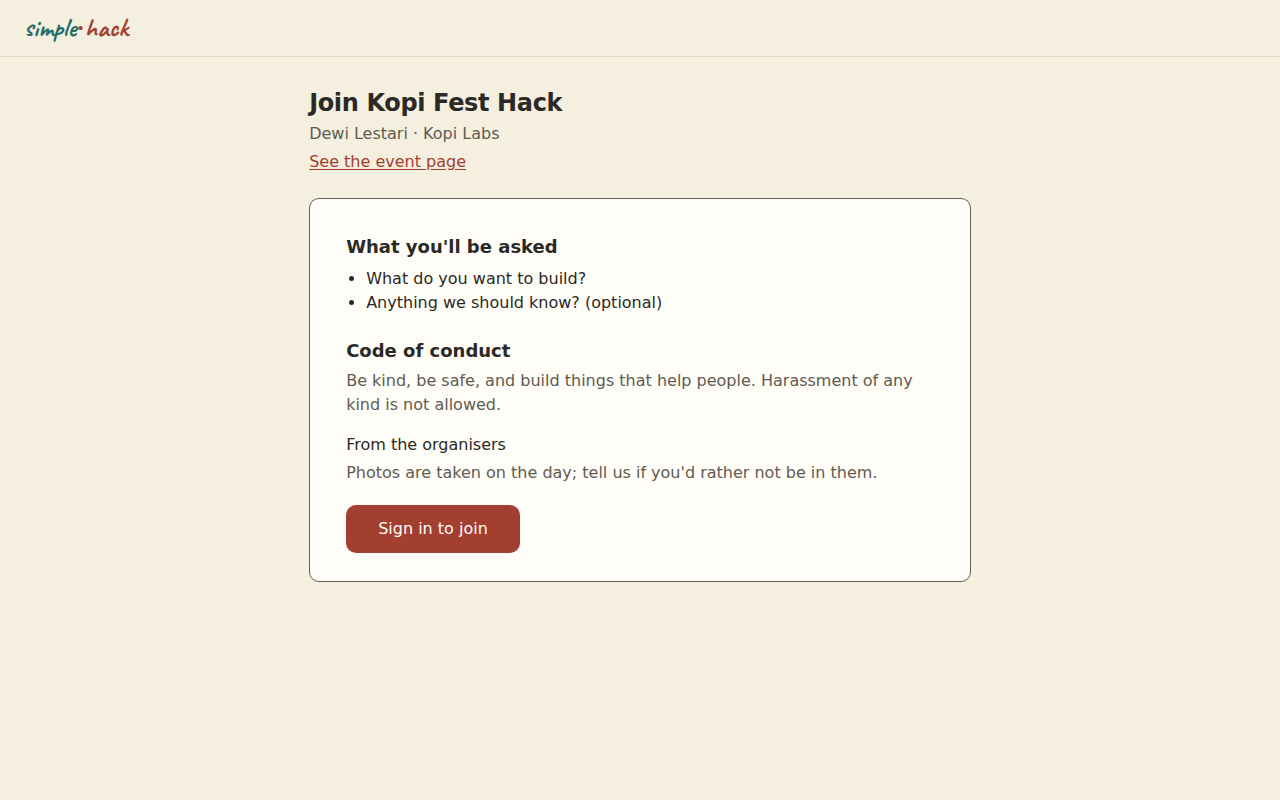 simple·hack
Join Kopi Fest Hack
Dewi Lestari · Kopi Labs
See the event page
What you'll be asked
• What do you want to build?
• Anything we should know? (optional)
Code of conduct
Be kind, be safe, and build things that help people. Harassment of any
kind is not allowed.
From the organisers
Photos are taken on the day; tell us if you'd rather not be in them.
Sign in to join